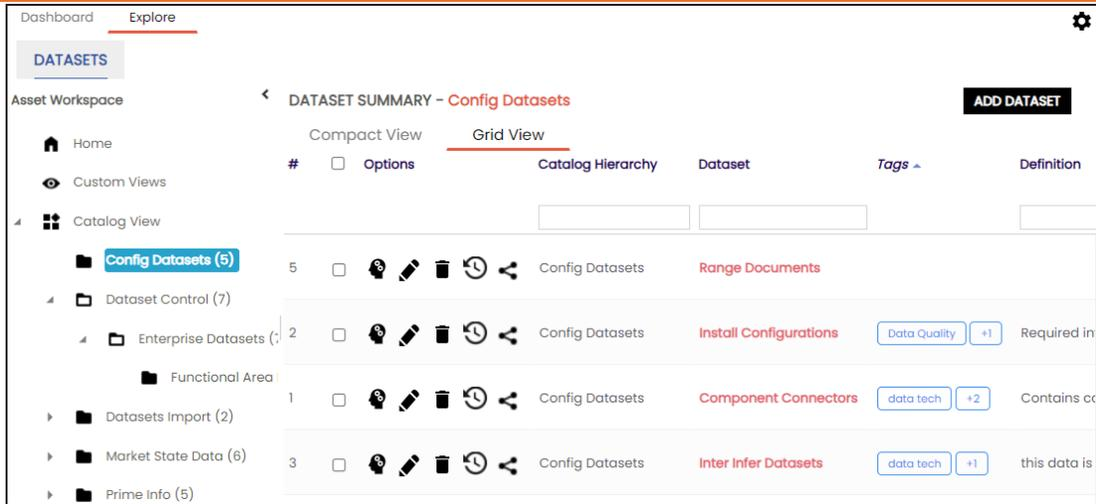 Dashboard Explore
DATASETS
Asset Workspace
Home
Custom Views
Catalog View
Config Datasets (5)
Dataset Control (7)
Enterprise Datasets (
Functional Area
Datasets Import (2)
Market State Data (6)
Prime Info (5)
DATASET SUMMARY - Config Datasets
ADD DATASET
Compact View Grid View
# Options Catalog Hierarchy Dataset Tags Definition
5 Config Datasets Range Documents
2 Config Datasets Install Configurations Data Quality +1 Required in
1 Config Datasets Component Connectors data tech +2 Contains co
3 Config Datasets Inter Infer Datasets data tech +1 this data is